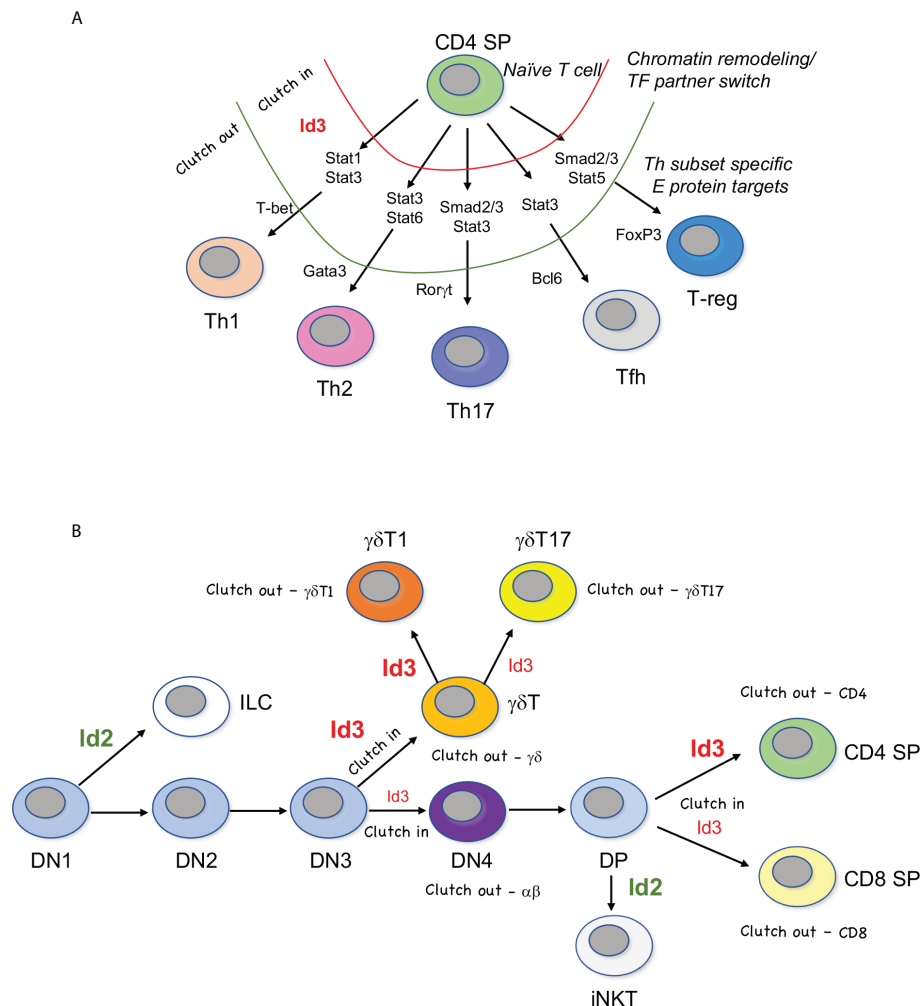 A
CD4 SP
Naïve T cell
Chromatin remodeling/
TF partner switch
Clutch in
Clutch out
Id3
Stat1
Stat3
Smad2/3
Stat5
Th subset specific
E protein targets
T-bet
Stat3
Stat6
Smad2/3
Stat3
Stat3
FoxP3
Gata3
Rorγt
Bcl6
T-reg
Th1
Th2
Th17
Tfh
B
γδT1
γδT17
Clutch out – γδT1
Clutch out – γδT17
Id3
Id3
ILC
γδT
Id2
Id3
Clutch in
Clutch out – γδ
Clutch out – CD4
Id3
CD4 SP
Id3
Clutch in
Clutch in
Id3
DN1
DN2
DN3
DN4
DP
CD8 SP
Clutch out – αβ
Id2
Clutch out – CD8
iNKT